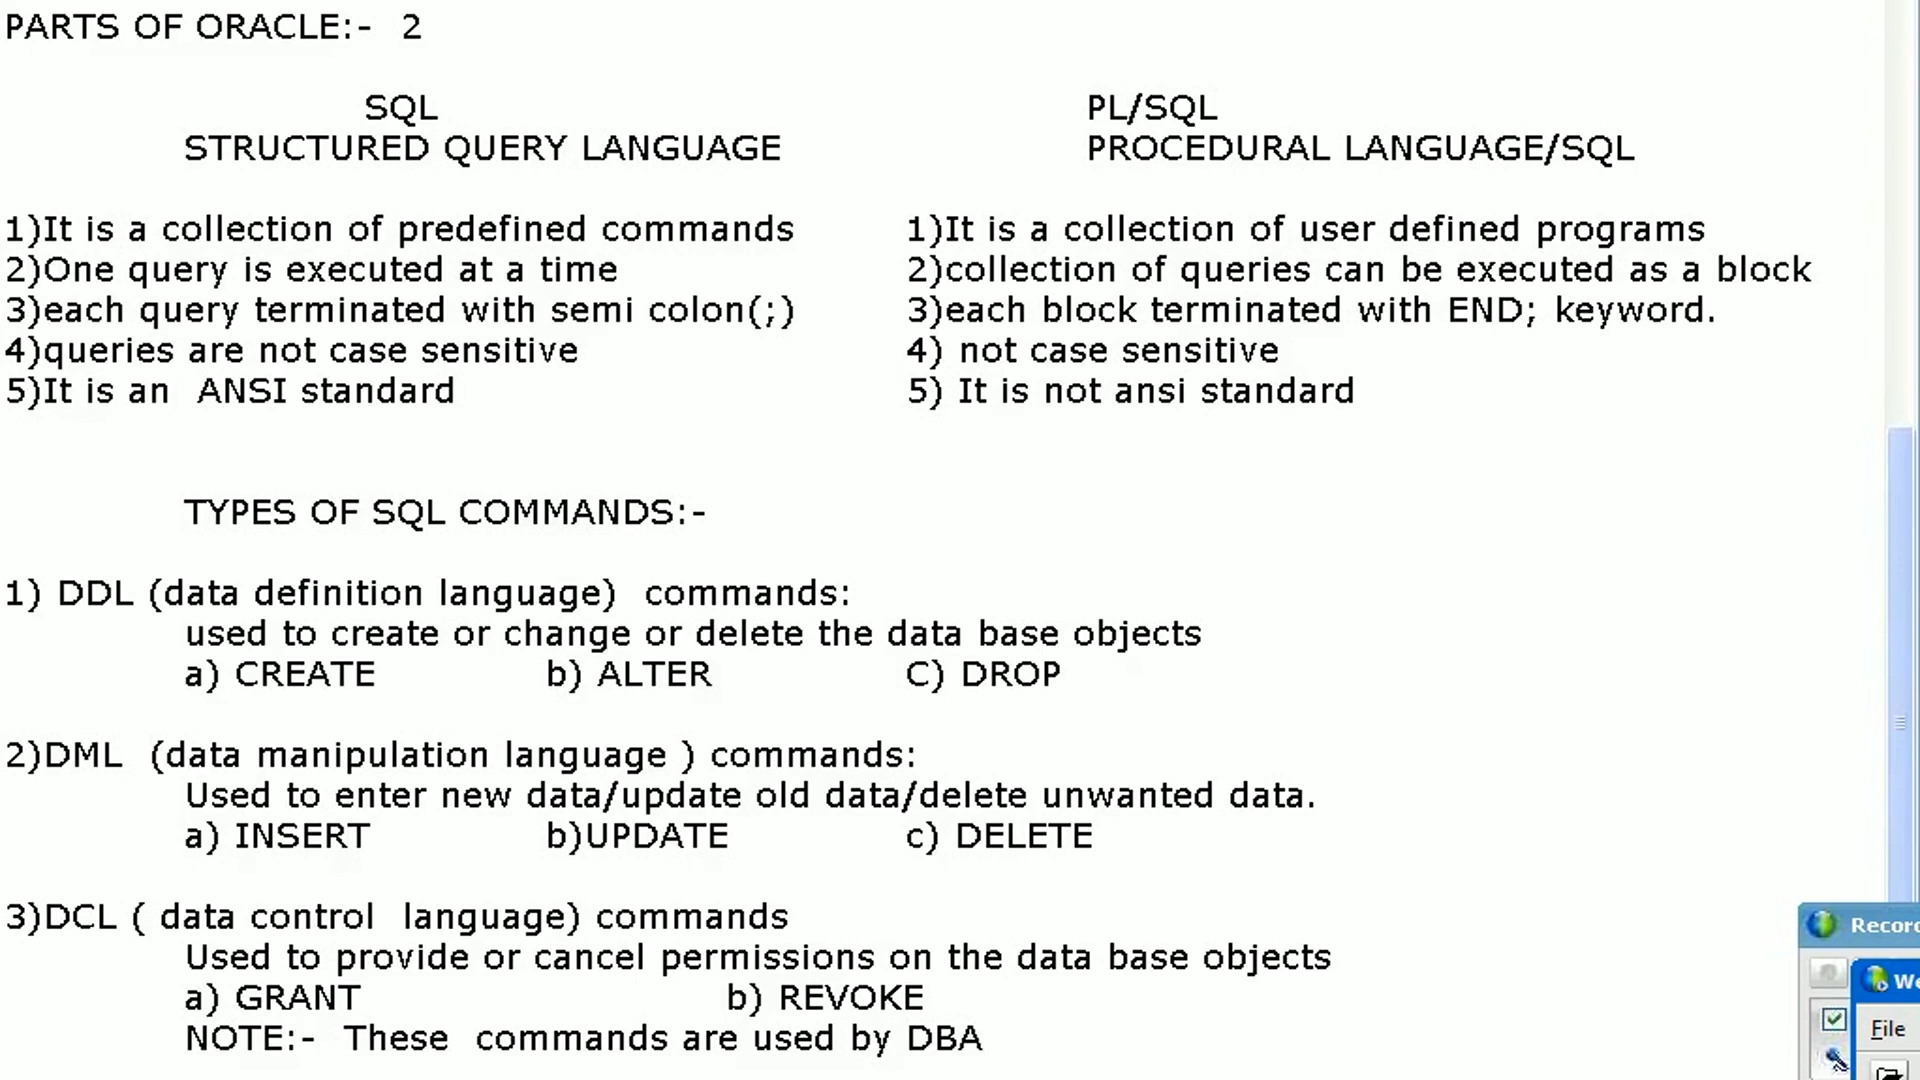 PARTS OF ORACLE:- 2
SQL PL/SQL
STRUCTURED QUERY LANGUAGE PROCEDURAL LANGUAGE/SQL
1)It is a collection of predefined commands 1)It is a collection of user defined programs
2)One query is executed at a time 2)collection of queries can be executed as a block
3)each query terminated with semi colon(;) 3)each block terminated with END; keyword.
4)queries are not case sensitive 4) not case sensitive
5)It is an ANSI standard 5) It is not ansi standard
TYPES OF SQL COMMANDS:-
1) DDL (data definition language) commands:
used to create or change or delete the data base objects
a) CREATE b) ALTER C) DROP
2)DML (data manipulation language ) commands:
Used to enter new data/update old data/delete unwanted data.
a) INSERT b)UPDATE c) DELETE
3)DCL ( data control language) commands
Used to provide or cancel permissions on the data base objects
a) GRANT b) REVOKE
NOTE:- These commands are used by DBA
File